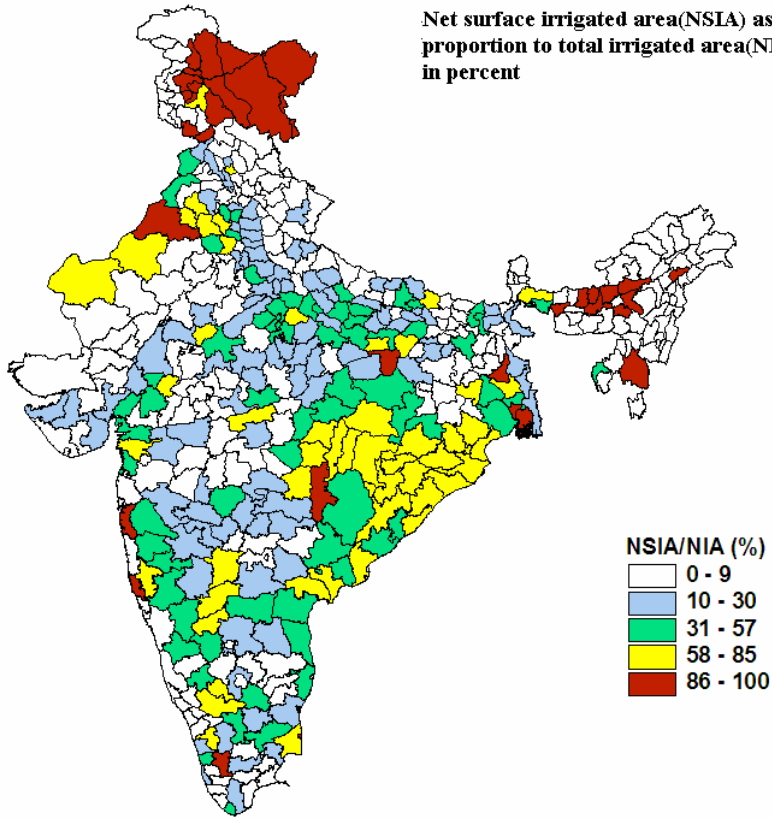 Net surface irrigated area(NSIA) as
proportion to total irrigated area(
in percent
NSIA/NIA (%)
0 - 9
10 - 30
31 - 57
58 - 85
86 - 100